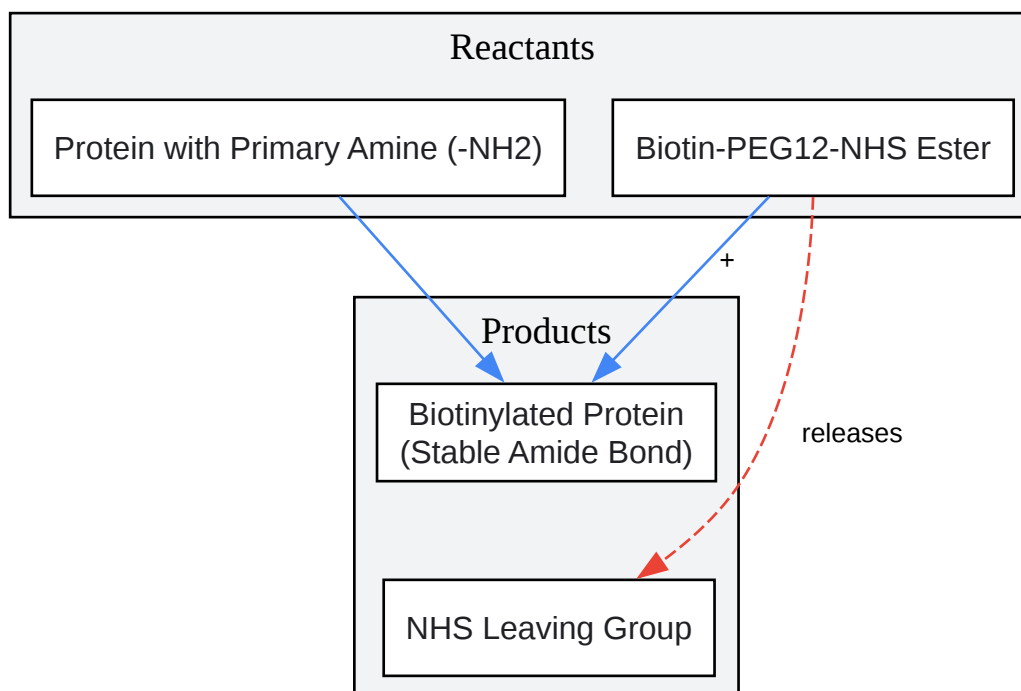 Reactants
Protein with Primary Amine (-NH2)
Biotin-PEG12-NHS Ester
+
Products
Biotinylated Protein
(Stable Amide Bond)
releases
NHS Leaving Group